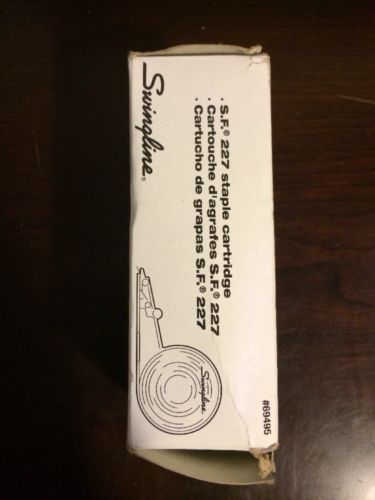 Swingline®
· S.F.® 227 staple cartridge
· Cartouche d'agrafes S.F.® 227
· Cartucho de grapas S.F.® 227
Swingline
#69495